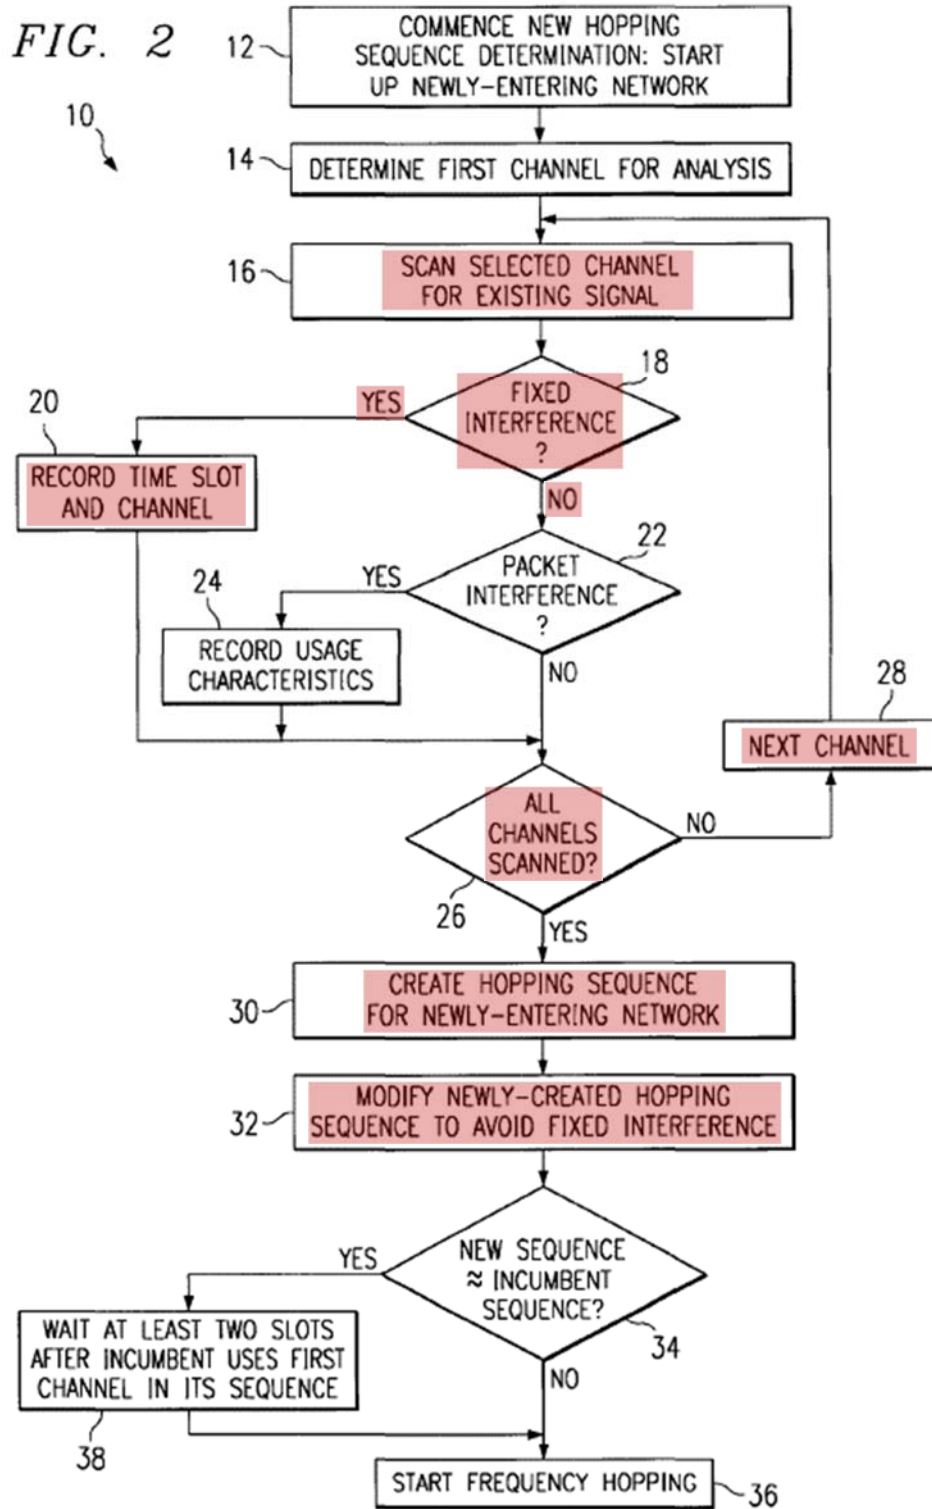 FIG. 2
10
12
COMMENCE NEW HOPPING
SEQUENCE DETERMINATION: START
UP NEWLY-ENTERING NETWORK
14
DETERMINE FIRST CHANNEL FOR ANALYSIS
16
SCAN SELECTED CHANNEL
FOR EXISTING SIGNAL
18
FIXED
INTERFERENCE
?
YES
20
RECORD TIME SLOT
AND CHANNEL
NO
22
PACKET
INTERFERENCE
?
YES
24
RECORD USAGE
CHARACTERISTICS
NO
28
NEXT CHANNEL
ALL
CHANNELS
SCANNED?
NO
26
YES
30
CREATE HOPPING SEQUENCE
FOR NEWLY-ENTERING NETWORK
32
MODIFY NEWLY-CREATED HOPPING
SEQUENCE TO AVOID FIXED INTERFERENCE
NEW SEQUENCE
≈ INCUMBENT
SEQUENCE?
34
YES
WAIT AT LEAST TWO SLOTS
AFTER INCUMBENT USES FIRST
CHANNEL IN ITS SEQUENCE
38
NO
START FREQUENCY HOPPING
36